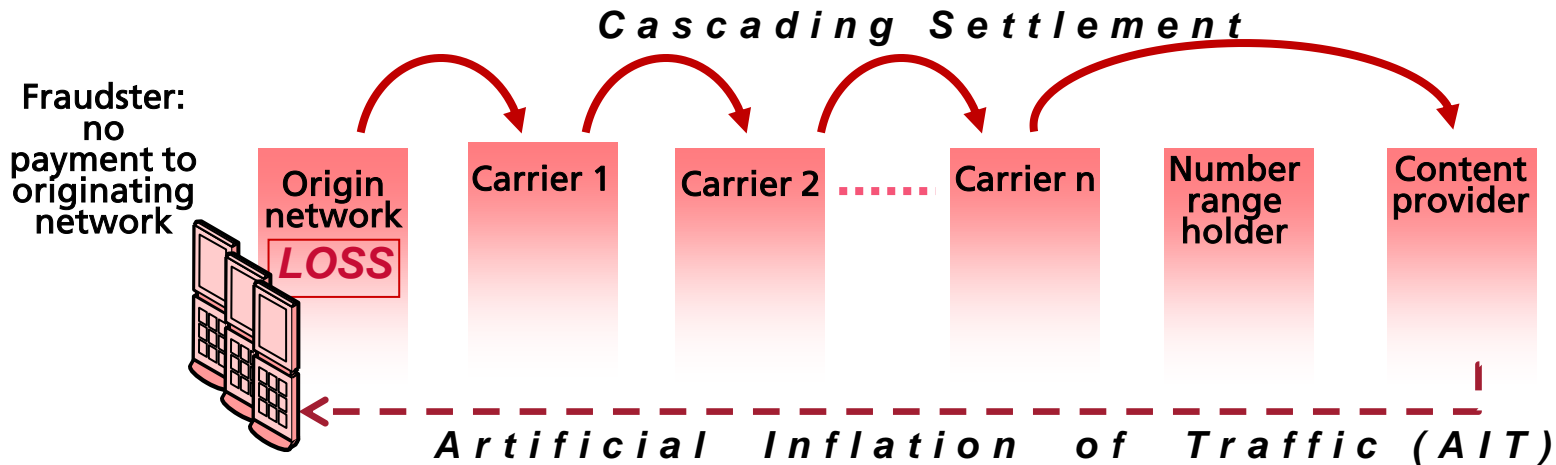 Cascading Settlement
Fraudster:
no
payment to
originating
network
Origin
network
LOSS
Carrier 1
Carrier 2
Carrier n
Number
range
holder
Content
provider
Artificial Inflation of Traffic (AIT)